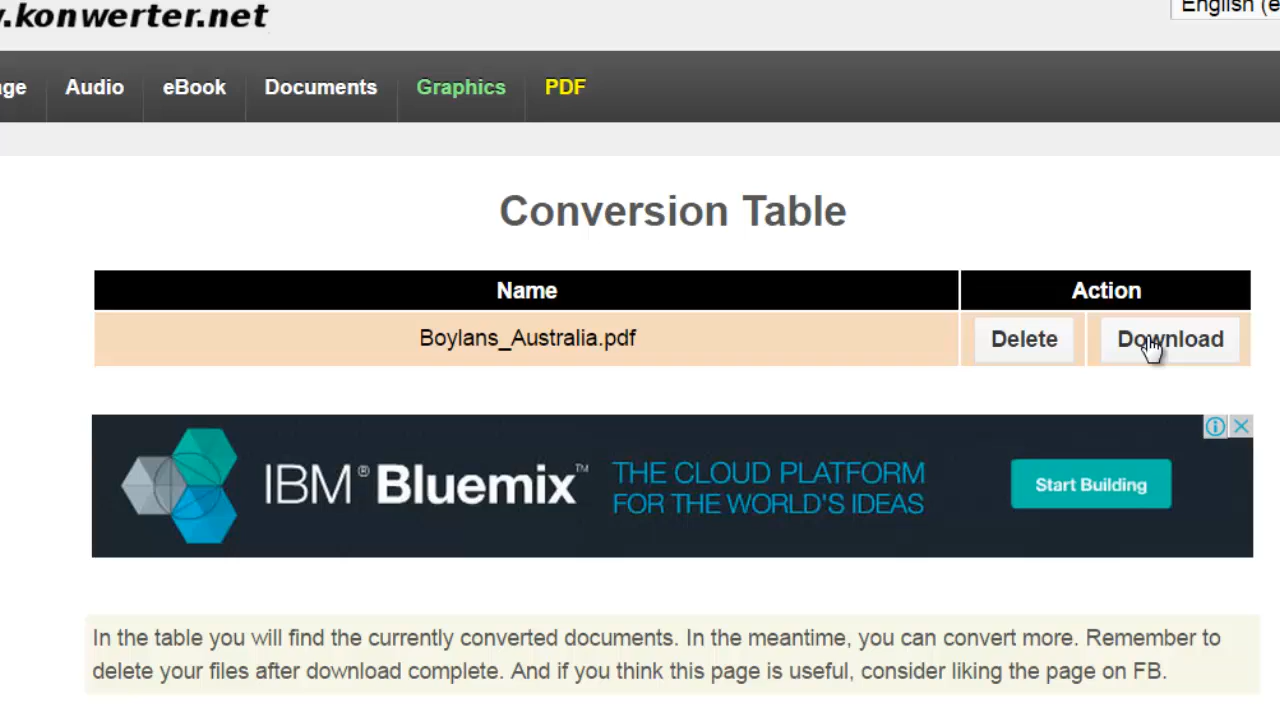 .konwerter.net
English (e
ge Audio eBook Documents Graphics PDF
Conversion Table
Name Action
Boylans_Australia.pdf Delete Download
IBM® Bluemix™ THE CLOUD PLATFORM
FOR THE WORLD'S IDEAS
Start Building
In the table you will find the currently converted documents. In the meantime, you can convert more. Remember to
delete your files after download complete. And if you think this page is useful, consider liking the page on FB.